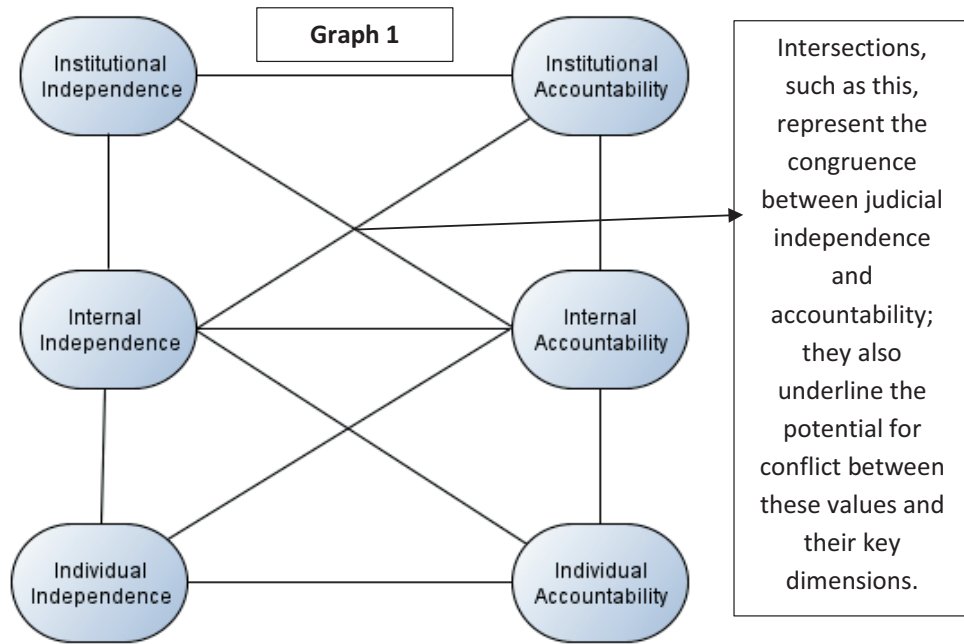 Graph 1
Institutional
Independence
Institutional
Accountability
Internal
Independence
Internal
Accountability
Individual
Independence
Individual
Accountability
Intersections,
such as this,
represent the
congruence
between judicial
independence
and
accountability;
they also
underline the
potential for
conflict between
these values and
their key
dimensions.